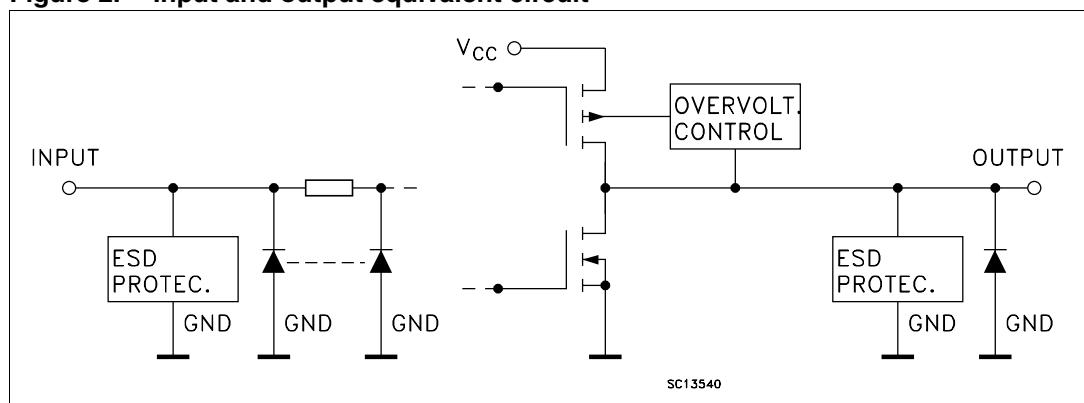 Figure 2. Input and output equivalent circuit
VCC
OVERVOLT.
CONTROL
INPUT
OUTPUT
ESD
PROTEC.
GND
GND
GND
ESD
PROTEC.
GND
GND
SC13540